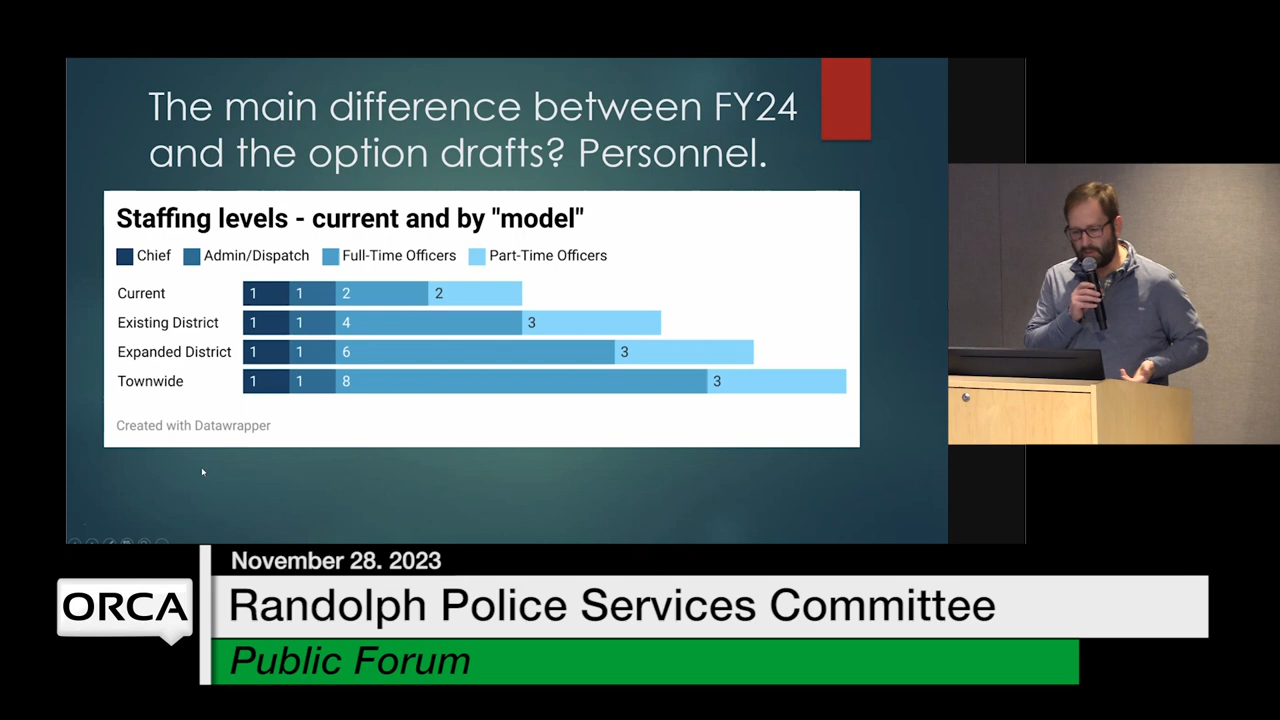 The main difference between FY24
and the option drafts? Personnel.
Staffing levels - current and by "model"
Chief Admin/Dispatch Full-Time Officers Part-Time Officers
Current 1 1 2 2
Existing District 1 1 4 3
Expanded District 1 1 6 3
Townwide 1 1 8 3
Created with Datawrapper
November 28. 2023
ORCA
Randolph Police Services Committee
Public Forum